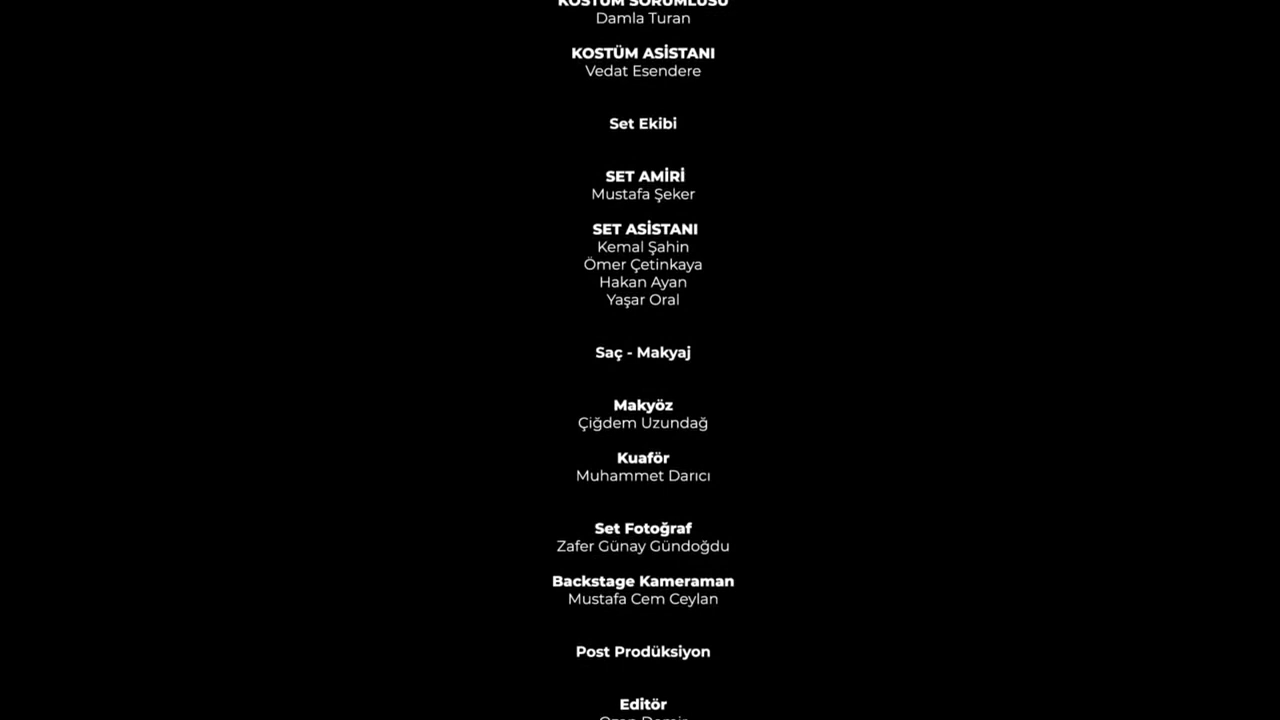 KOSTÜM SORUMLUSU
Damla Turan
KOSTÜM ASİSTANI
Vedat Esendere
Set Ekibi
SET AMİRİ
Mustafa Şeker
SET ASİSTANI
Kemal Şahin
Ömer Çetinkaya
Hakan Ayan
Yaşar Oral
Saç - Makyaj
Makyöz
Çiğdem Uzundağ
Kuaför
Muhammet Darıcı
Set Fotoğraf
Zafer Günay Gündoğdu
Backstage Kameraman
Mustafa Cem Ceylan
Post Prodüksiyon
Editör